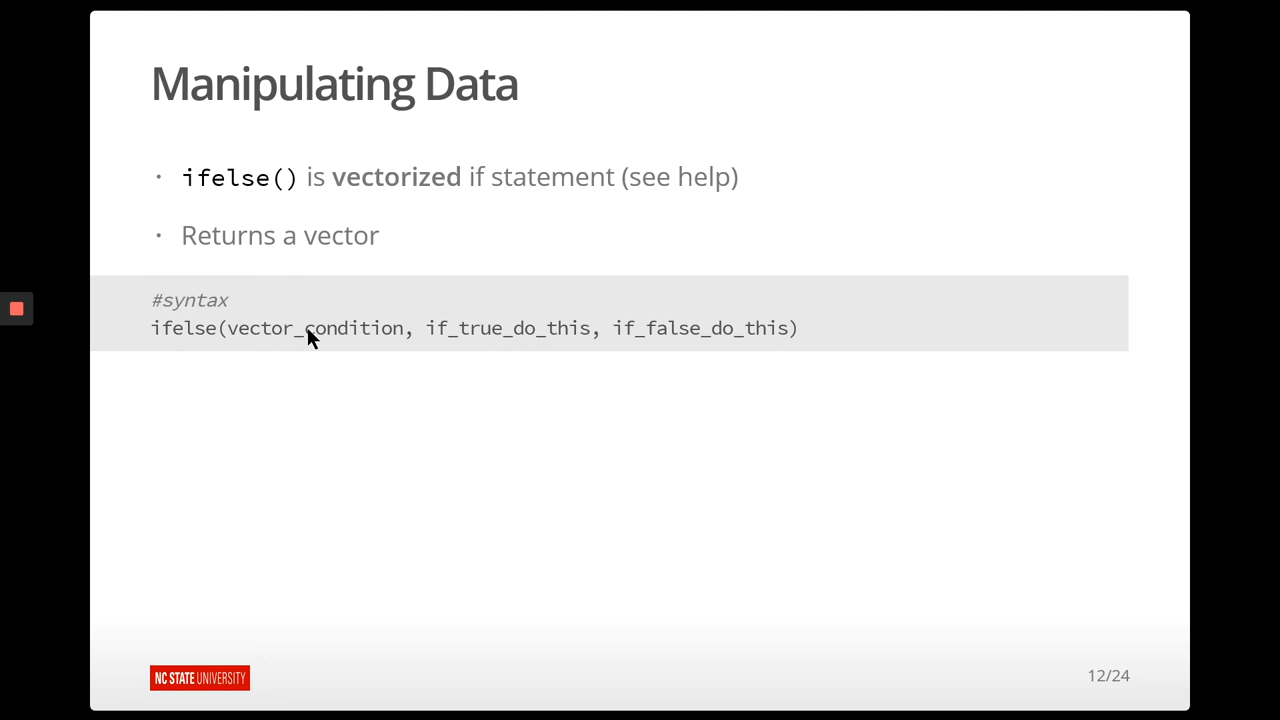 Manipulating Data
• ifelse() is vectorized if statement (see help)
• Returns a vector
#syntax
ifelse(vector_condition, if_true_do_this, if_false_do_this)
NC STATE UNIVERSITY
12/24